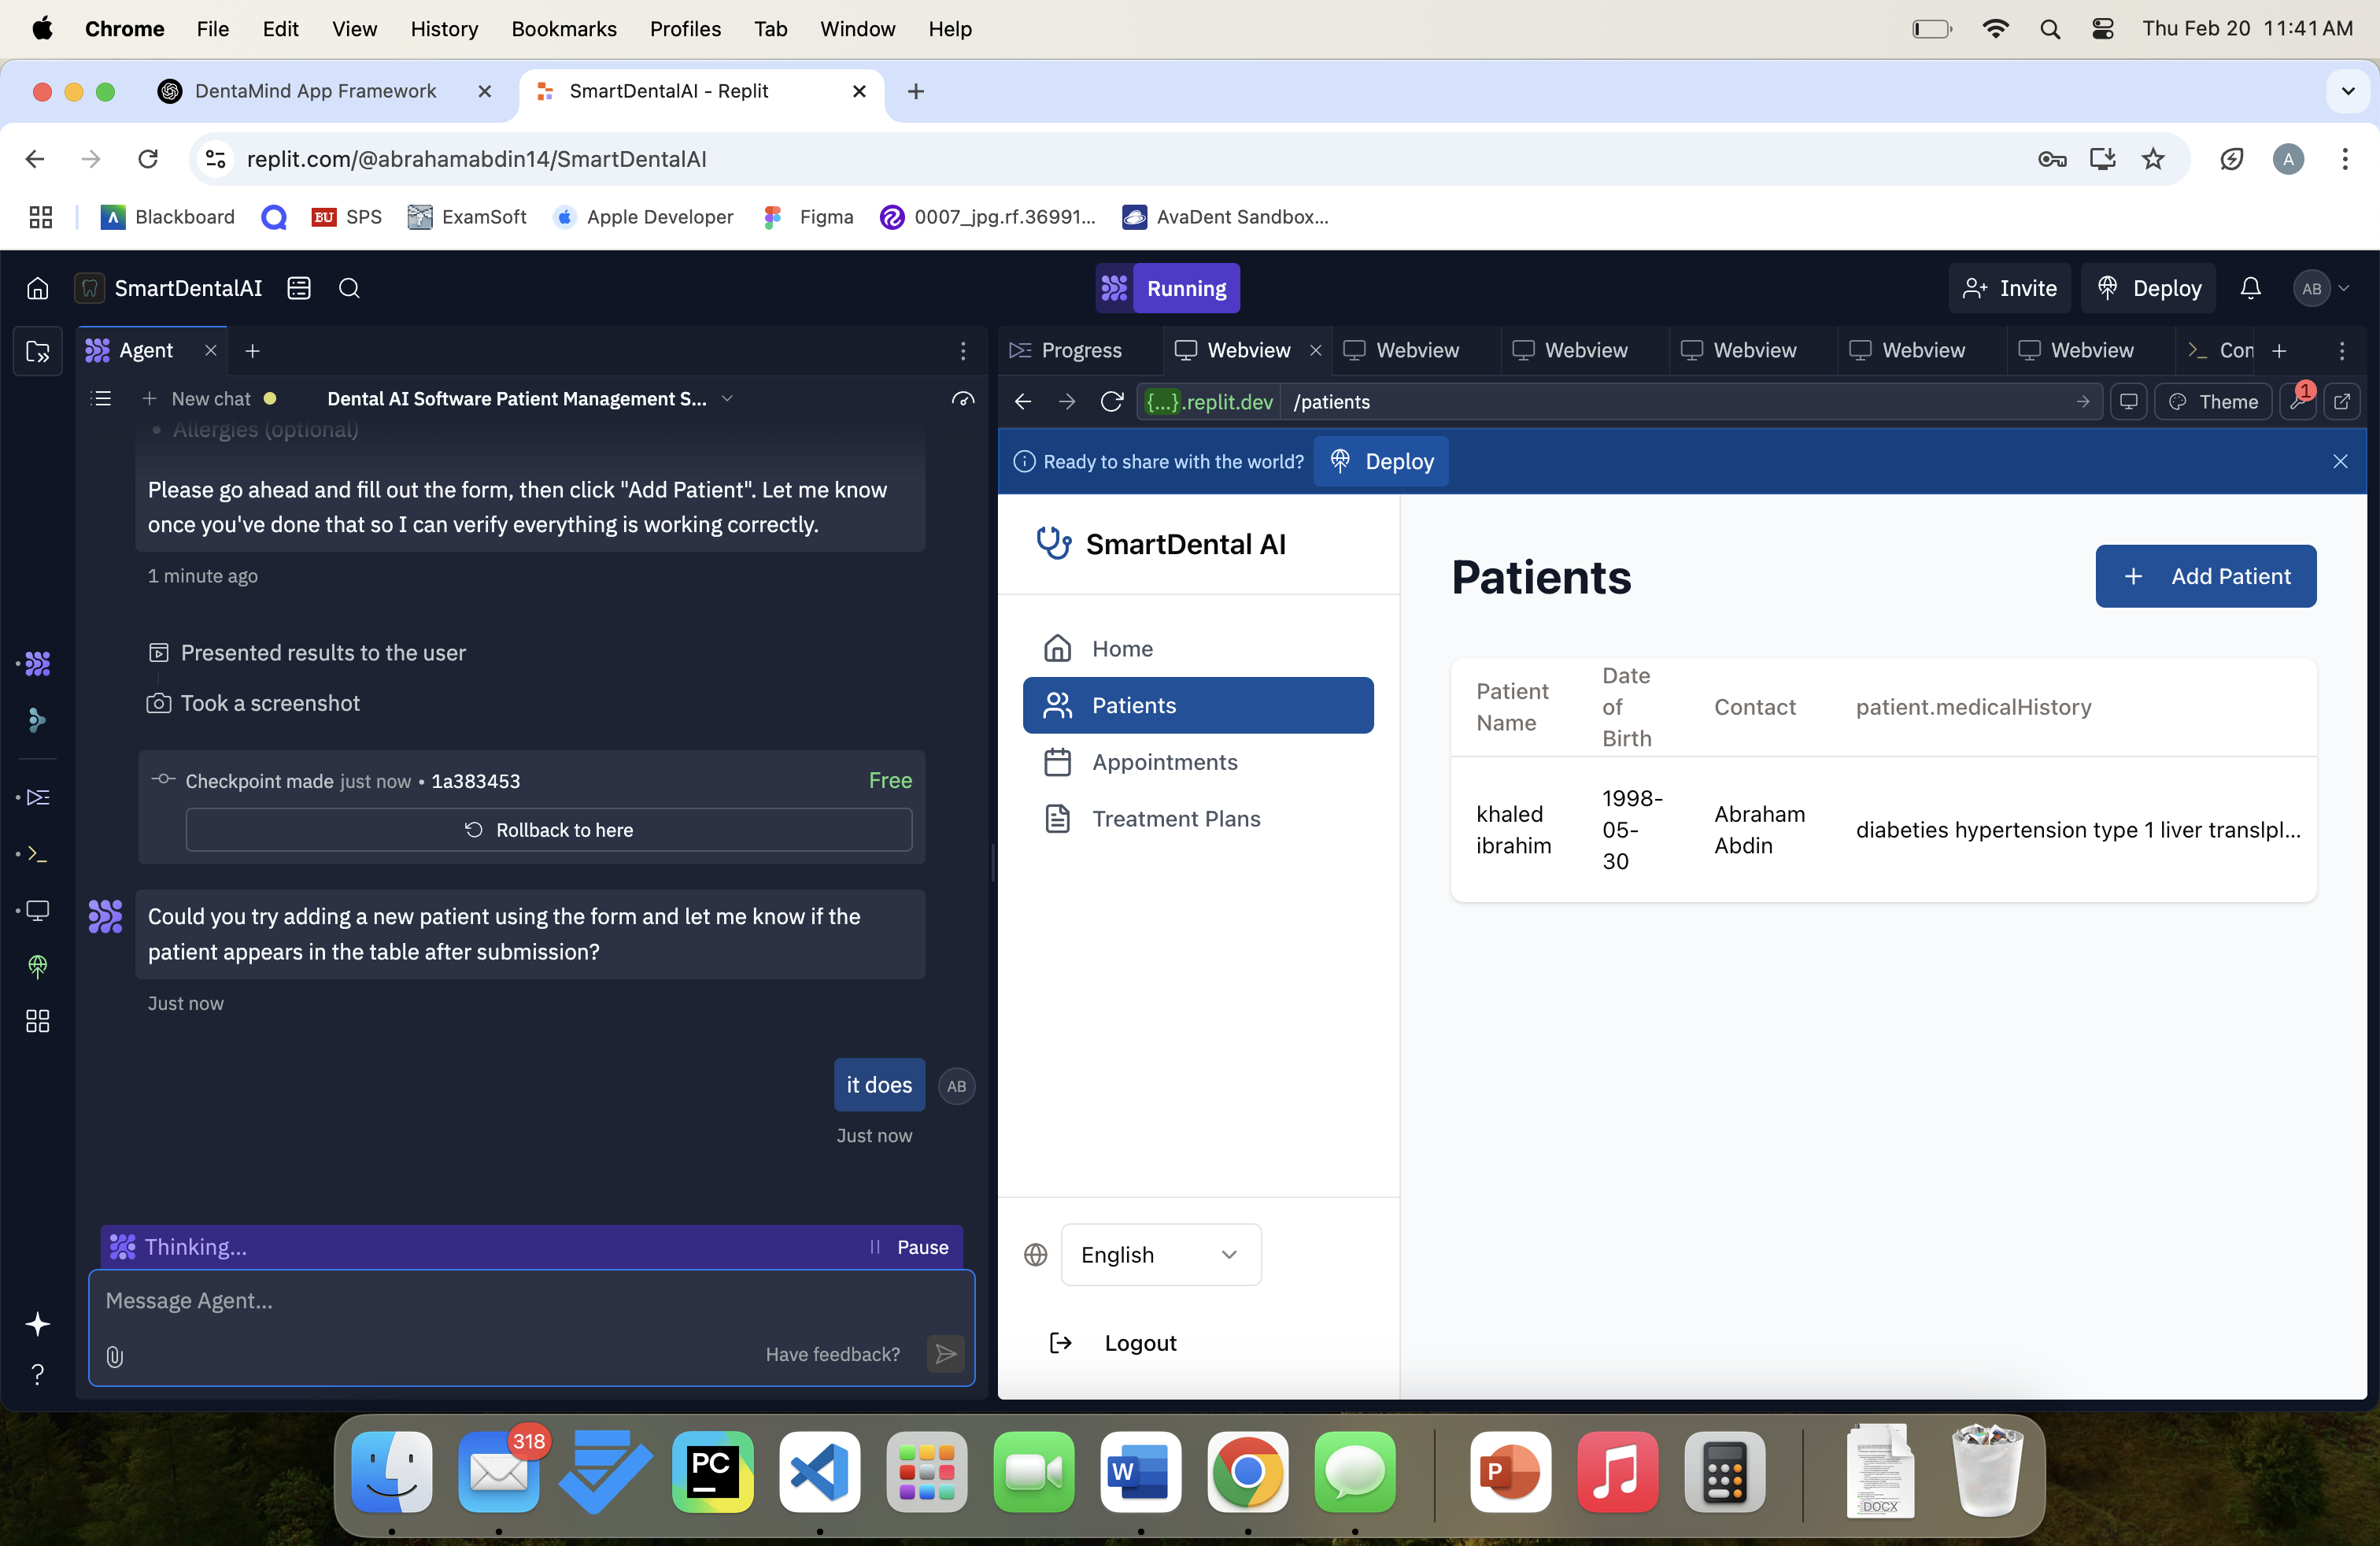 Chrome File Edit View History Bookmarks Profiles Tab Window Help Thu Feb 20 11:41 AM
DentaMind App Framework SmartDentalAI - Replit
replit.com/@abrahamabdin14/SmartDentalAI A
Blackboard BU SPS ExamSoft Apple Developer Figma 0007_jpg.rf.36991... AvaDent Sandbox...
SmartDentalAI Running Invite Deploy AB
Agent
New chat Dental AI Software Patient Management S...
• Allergies (optional)
Please go ahead and fill out the form, then click "Add Patient". Let me know
once you've done that so I can verify everything is working correctly.
1 minute ago
Presented results to the user
Took a screenshot
Checkpoint made just now • 1a383453 Free
Rollback to here
Could you try adding a new patient using the form and let me know if the
patient appears in the table after submission?
Just now
it does AB
Just now
Thinking... Pause
Message Agent...
Have feedback?
Progress Webview Webview Webview Webview Webview Webview Con
{...}.replit.dev /patients Theme 1
Ready to share with the world? Deploy
SmartDental AI
Home
Patients
Appointments
Treatment Plans
English
Logout
Patients
+ Add Patient
Patient
Name
Date
of
Birth
Contact
patient.medicalHistory
khaled
ibrahim
1998-
05-
30
Abraham
Abdin
diabeties hypertension type 1 liver translpl...
318
PC
W
P
DOCX